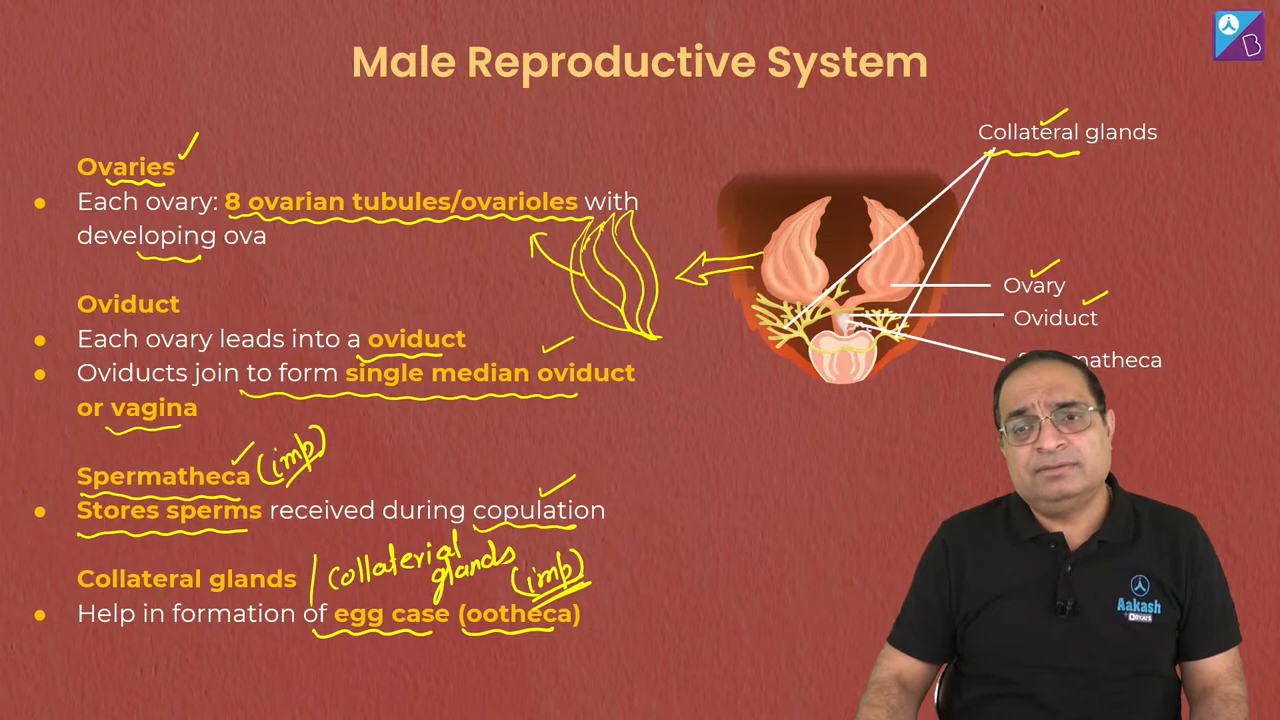 Male Reproductive System
Collateral glands
Ovaries
Each ovary: 8 ovarian tubules/ovarioles with
developing ova
Ovary
Oviduct
Oviduct
Each ovary leads into a oviduct
Oviducts join to form single median oviduct
or vagina
Spermatheca (imp)
Stores sperms received during copulation
Collateral glands / Collaterial glands (imp)
Help in formation of egg case (ootheca)
Aakash
BYJU'S